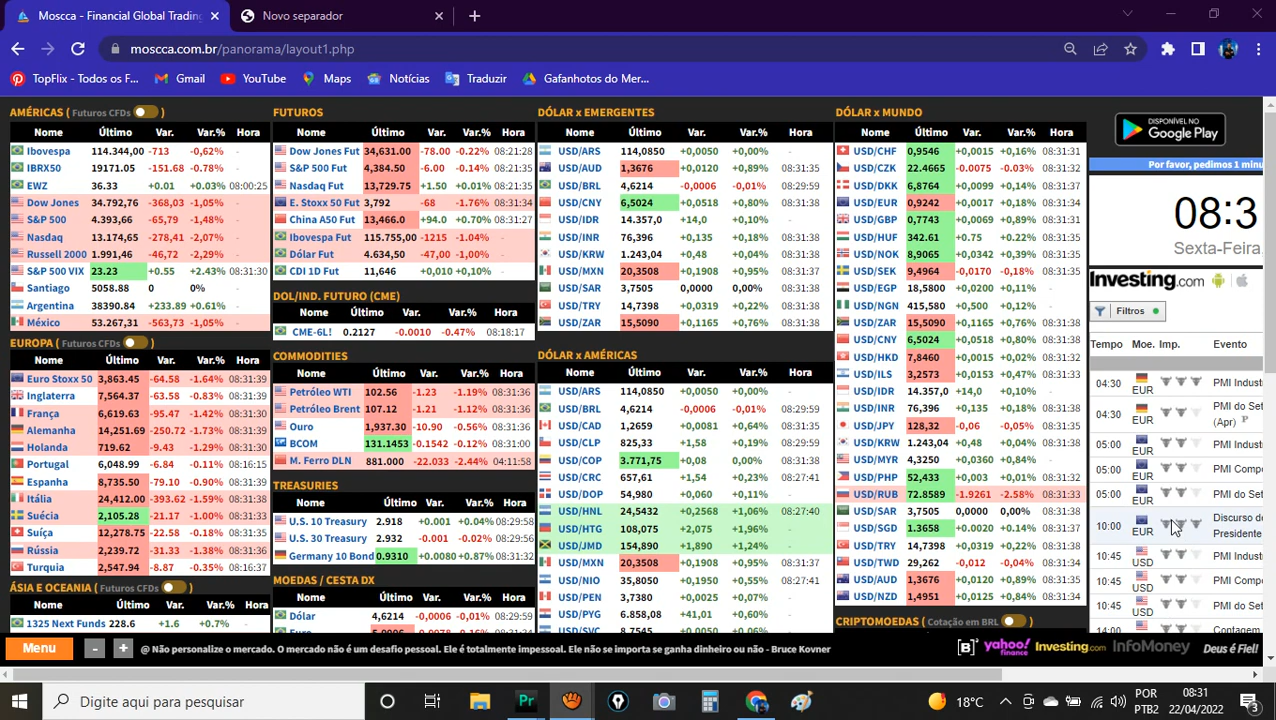 Moscca - Financial Global Trading
Novo separador
moscca.com.br/panorama/layout1.php
TopFlix - Todos os F...
Gmail
YouTube
Maps
Notícias
Traduzir
Gafanhotos do Mer...
AMÉRICAS ( Futuros CFDs )
Nome Último Var. Var.% Hora
Ibovespa 114.344,00 -713 -0,62% -
IBRX50 19171.05 -151.68 -0.78% -
EWZ 36.33 +0.01 +0.03% 08:00:25
Dow Jones 34.792,76 -368,03 -1,05% -
S&P 500 4.393,66 -65,79 -1,48% -
Nasdaq 13.174,65 -278,41 -2,07% -
Russell 2000 1.991,46 -46,72 -2,29% -
S&P 500 VIX 23.23 +0.55 +2.43% 08:31:30
Santiago 5058.88 0 0% -
Argentina 38390.84 +233.89 +0.61% -
México 53.267,31 -563,73 -1,05% -
EUROPA ( Futuros CFDs )
Nome Último Var. Var.% Hora
Euro Stoxx 50 3,863.45 -64.58 -1.64% 08:31:39
Inglaterra 7,564.37 -63.58 -0.83% 08:31:39
França 6,619.63 -95.47 -1.42% 08:31:30
Alemanha 14,251.69 -250.72 -1.73% 08:31:39
Holanda 719.62 -9.43 -1.29% 08:31:39
Portugal 6,048.99 -6.84 -0.11% 08:16:15
Espanha 8,735.50 -79.10 -0.90% 08:31:39
Itália 24,412.00 -393.62 -1.59% 08:31:38
Suécia 2,105.28 -21.17 -1.00% 08:31:33
Suíça 12,278.75 -22.58 -0.18% 08:31:35
Rússia 2,239.72 -31.33 -1.38% 08:31:36
Turquia 2,547.94 -8.87 -0.35% 08:16:37
ÁSIA E OCEANIA ( Futuros CFDs )
Nome Último Var. Var.% Hora
1325 Next Funds 228.6 +1.6 +0.7% -
FUTUROS
Nome Último Var. Var.% Hora
Dow Jones Fut 34,631.00 -78.00 -0.22% 08:21:28
S&P 500 Fut 4,384.50 -6.00 -0.14% 08:21:35
Nasdaq Fut 13,729.75 +1.50 +0.01% 08:21:35
E. Stoxx 50 Fut 3,792 -68 -1.76% 08:31:34
China A50 Fut 13,466.0 +94.0 +0.70% 08:31:27
Ibovespa Fut 115.755,00 -1215 -1.04% -
Dólar Fut 4.634,50 -47,00 -1,00% -
CDI 1D Fut 11,646 +0,010 +0,10% -
DOL/IND. FUTURO (CME)
Nome Último Var. Var.% Hora
CME-6L! 0.2127 -0.0010 -0.47% 08:18:17
COMMODITIES
Nome Último Var. Var.% Hora
Petróleo WTI 102.56 -1.23 -1.19% 08:31:36
Petróleo Brent 107.12 -1.21 -1.12% 08:31:36
Ouro 1,937.30 -10.90 -0.56% 08:31:36
BCOM 131.1453 -0.1542 -0.12% 08:31:00
M. Ferro DLN 881.000 -22.033 -2.44% 04:11:58
TREASURIES
Nome Último Var. Var.% Hora
U.S. 10 Treasury 2.918 +0.001 +0.04% 08:29:58
U.S. 30 Treasury 2.932 -0.001 -0.02% 08:29:56
Germany 10 Bond 0.9310 +0.0080 +0.87% 08:31:32
MOEDAS / CESTA DX
Nome Último Var. Var.% Hora
Dólar 4,6214 -0,0006 -0,01% 08:29:59
DÓLAR x EMERGENTES
Nome Último Var. Var.% Hora
USD/ARS 114,0850 +0,0050 +0,00% -
USD/AUD 1,3676 +0,0120 +0,89% 08:31:35
USD/BRL 4,6214 -0,0006 -0,01% 08:29:59
USD/CNY 6,5024 +0,0518 +0,80% 08:31:38
USD/IDR 14.357,0 +14,0 +0,10% -
USD/INR 76,396 +0,135 +0,18% 08:31:38
USD/KRW 1.243,04 +0,48 +0,04% 08:31:38
USD/MXN 20,3508 +0,1908 +0,95% 08:31:37
USD/SAR 3,7505 0,0000 0,00% 08:31:38
USD/TRY 14,7398 +0,0319 +0,22% 08:31:38
USD/ZAR 15,5090 +0,1165 +0,76% 08:31:38
DÓLAR x AMÉRICAS
Nome Último Var. Var.% Hora
USD/ARS 114,0850 +0,0050 +0,00% -
USD/BRL 4,6214 -0,0006 -0,01% 08:29:59
USD/CAD 1,2659 +0,0081 +0,64% 08:31:35
USD/CLP 825,33 +1,58 +0,19% 08:29:59
USD/COP 3.771,75 +0,08 0,00% 08:31:38
USD/CRC 657,61 +1,54 +0,23% 08:31:38
USD/DOP 54,980 +0,060 +0,11% -
USD/HNL 24,5432 +0,2568 +1,06% 08:27:40
USD/HTG 108,075 +2,075 +1,96% -
USD/JMD 154,890 +1,890 +1,24% -
USD/MXN 20,3508 +0,1908 +0,95% 08:31:37
USD/NIO 35,8050 +0,1950 +0,55% 08:27:41
USD/PEN 3,7380 +0,0025 +0,07% -
USD/PYG 6.858,08 +41,01 +0,60% -
USD/SVC 8,7545 +0,0050 +0,06% -
DÓLAR x MUNDO
Nome Último Var. Var.% Hora
USD/CHF 0,9546 +0,0015 +0,16% 08:31:31
USD/CZK 22.4665 -0.0075 -0.03% 08:31:32
USD/DKK 6,8764 +0,0099 +0,14% 08:31:37
USD/EUR 0,9242 +0,0017 +0,18% 08:31:34
USD/GBP 0,7743 +0,0068 +0,89% 08:31:31
USD/HUF 342.61 +0.75 +0.22% 08:31:38
USD/NOK 8,9065 +0,0342 +0,39% 08:31:38
USD/SEK 9,4964 -0,0170 -0,18% 08:31:35
USD/EGP 18,5800 +0,0200 +0,11% -
USD/NGN 415,580 +0,500 +0,12% -
USD/ZAR 15,5090 +0,1165 +0,76% 08:31:38
USD/CNY 6,5024 +0,0518 +0,80% 08:31:38
USD/HKD 7,8460 +0,0015 +0,02% 08:31:32
USD/ILS 3,2573 +0,0153 +0,47% 08:31:34
USD/IDR 14.357,0 +14,0 +0,10% -
USD/INR 76,396 +0,135 +0,18% 08:31:38
USD/JPY 128,32 -0,06 -0,05% 08:31:34
USD/KRW 1.243,04 +0,48 +0,04% 08:31:38
USD/MYR 4,3250 +0,0360 +0,84% -
USD/PHP 52,433 +0,003 +0,01% 08:31:32
USD/RUB 72.8589 -1.9261 -2.58% 08:31:33
USD/SAR 3,7505 0,0000 0,00% 08:31:38
USD/SGD 1.3658 +0.0020 +0.14% 08:31:37
USD/TRY 14,7398 +0,0319 +0,22% 08:31:38
USD/TWD 29,262 -0,012 -0,04% 08:31:34
USD/AUD 1,3676 +0,0120 +0,89% 08:31:35
USD/NZD 1,4951 +0,0125 +0,84% 08:31:34
CRIPTOMOEDAS ( Cotação em BRL )
DISPONÍVEL NO
Google Play
Por favor, pedimos 1 minu
08:3
Sexta-Feira
Investing.com
Filtros
Tempo Moe. Imp. Evento
04:30 EUR PMI Indust
04:30 EUR PMI do Set (Apr) P
05:00 EUR PMI Indust
05:00 EUR PMI Comp
05:00 EUR PMI do Set
10:00 EUR Discurso de Presidente
10:45 USD PMI Indust
10:45 USD PMI Comp
10:45 USD PMI do Set
14:00 Contagem
Menu - +
@ Não personalize o mercado. O mercado não é um desafio pessoal. Ele é totalmente impessoal. Ele não se importa se ganha dinheiro ou não - Bruce Kovner
B
yahoo! finance
Investing.com
InfoMoney
Deus é Fiel!
Digite aqui para pesquisar
Pr
18°C
POR
PTB2
08:31
22/04/2022
3